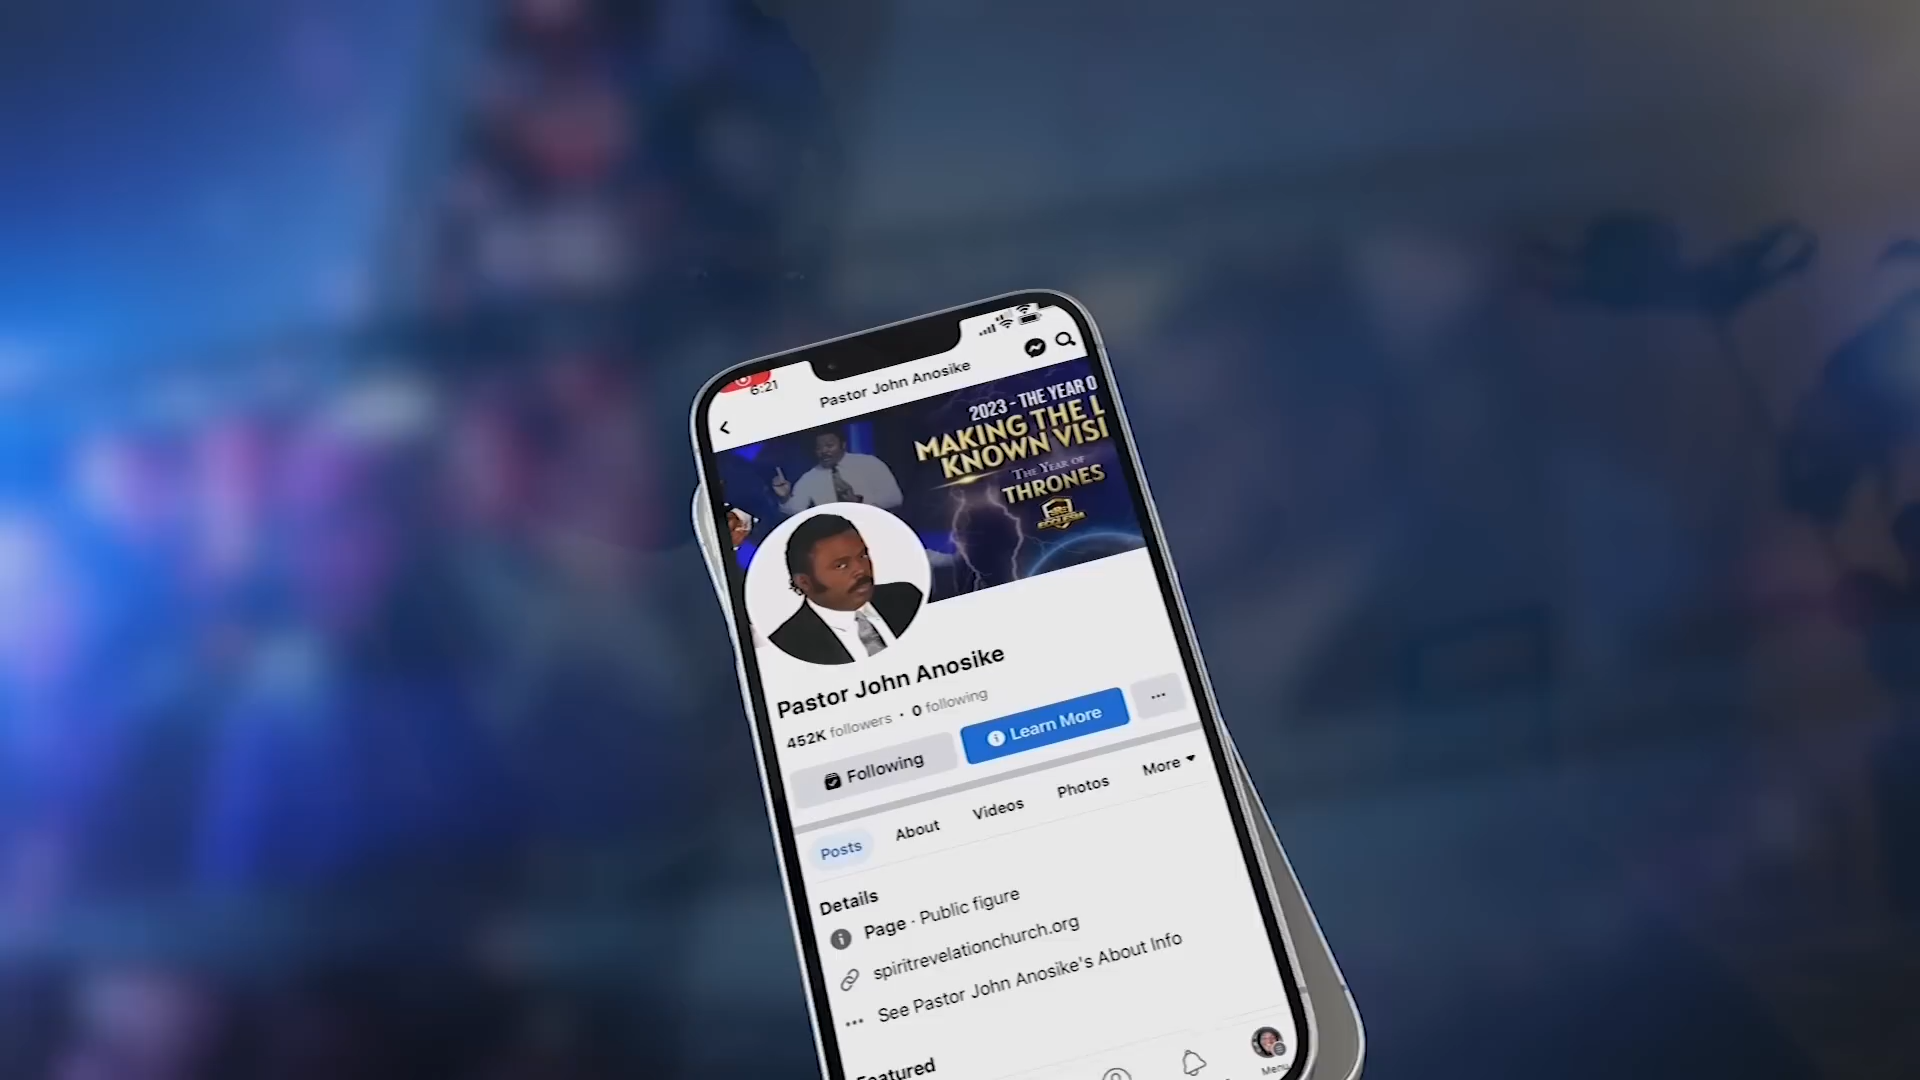 6:21
Pastor John Anosike
2023 - THE YEAR O
MAKING THE L
KNOWN VISI
THE YEAR OF
THRONES
ECCLESIA
Pastor John Anosike
452K followers · 0 following
Following
Learn More
Posts
About
Videos
Photos
More
Details
Page · Public figure
spiritrevelationchurch.org
See Pastor John Anosike's About Info
Featured
Menu